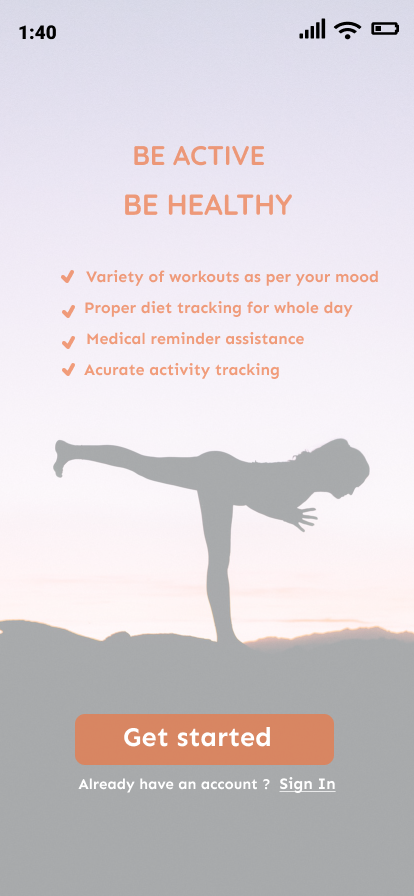 1:40
BE ACTIVE
BE HEALTHY
Variety of workouts as per your mood
Proper diet tracking for whole day
Medical reminder assistance
Acurate activity tracking
Get started
Already have an account ? Sign In